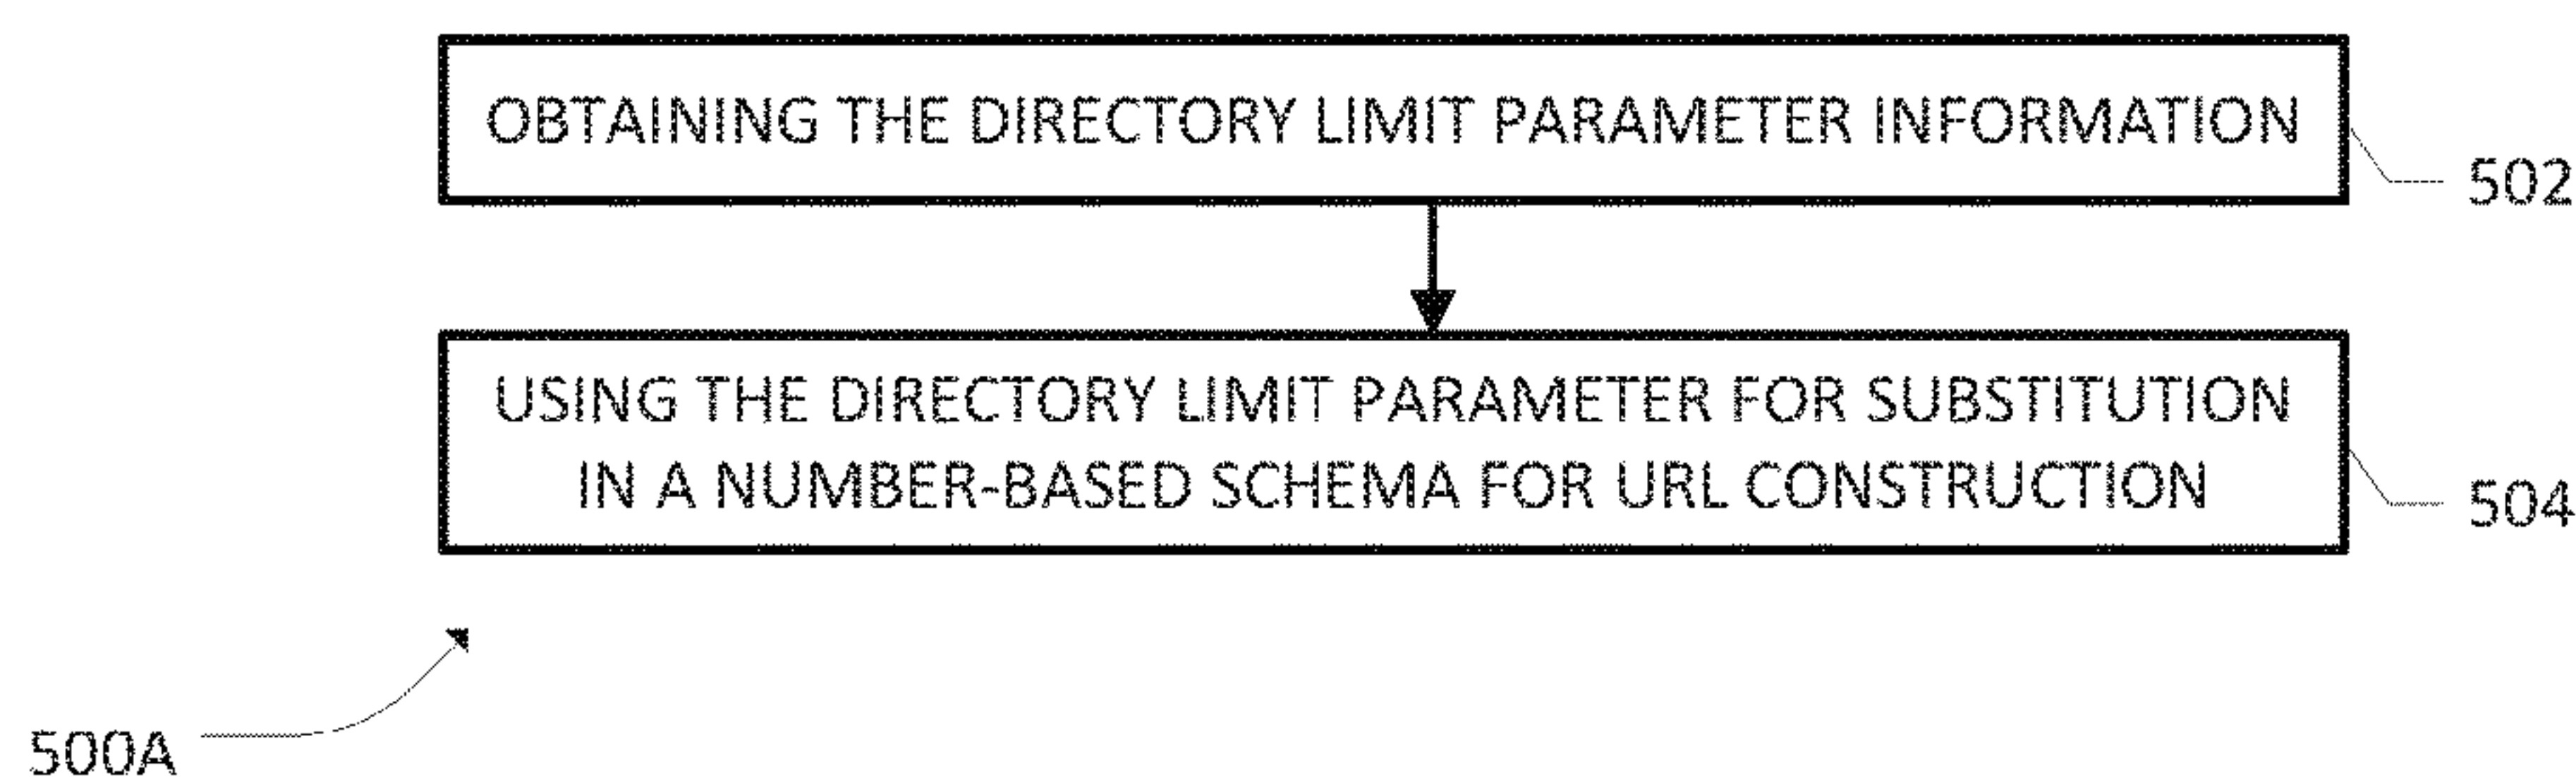 OBTAINING THE DIRECTORY LIMIT PARAMETER INFORMATION
502
USING THE DIRECTORY LIMIT PARAMETER FOR SUBSTITUTION
IN A NUMBER-BASED SCHEMA FOR URL CONSTRUCTION
504
500A